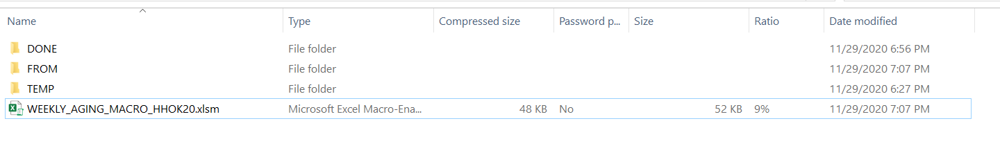 Name Type Compressed size Password p... Size Ratio Date modified
DONE File folder 11/29/2020 6:56 PM
FROM File folder 11/29/2020 7:07 PM
TEMP File folder 11/29/2020 6:27 PM
WEEKLY_AGING_MACRO_HHOK20.xlsm Microsoft Excel Macro-Ena... 48 KB No 52 KB 9% 11/29/2020 7:07 PM